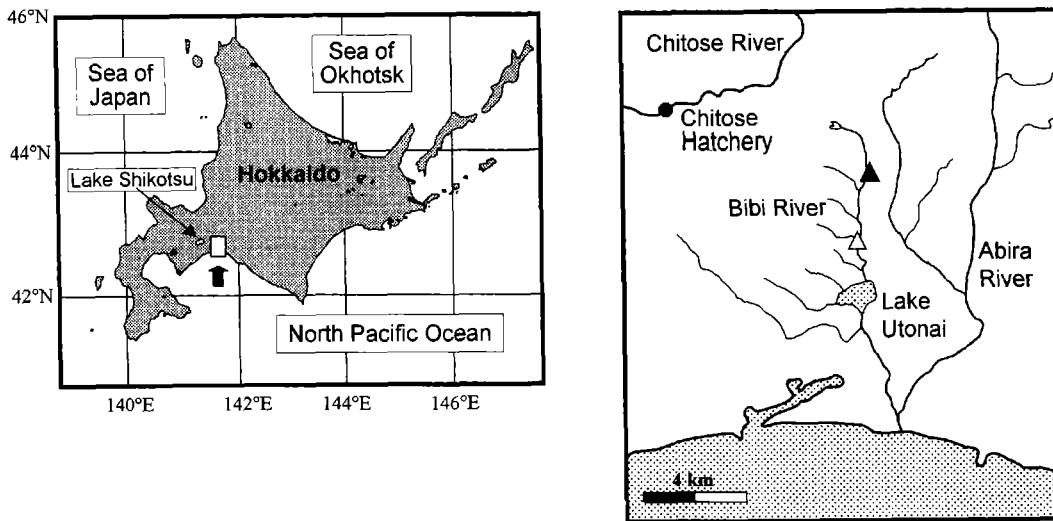 46°N
44°N
42°N
140°E
142°E
144°E
146°E
Sea of
Japan
Sea of
Okhotsk
Lake Shikotsu
Hokkaido
North Pacific Ocean
Chitose River
Chitose
Hatchery
Bibi River
Abira
River
Lake
Utonai
4 km